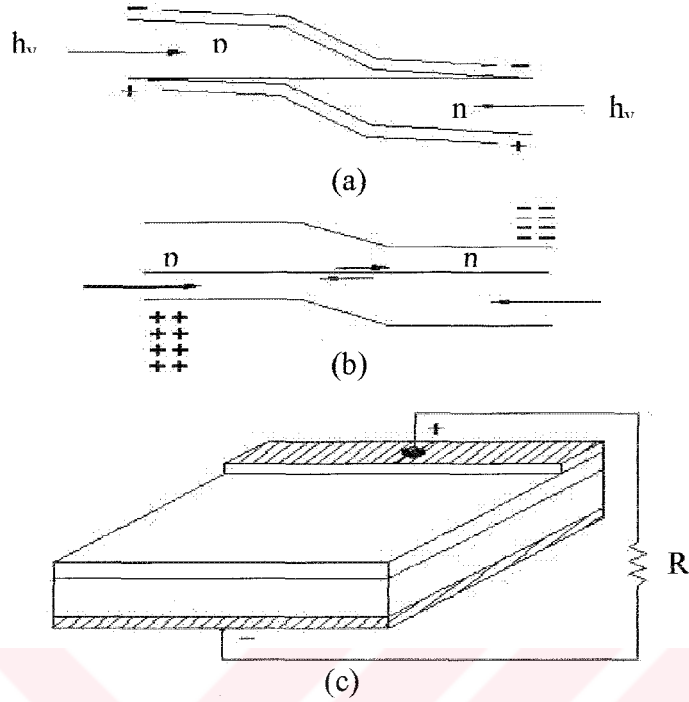 −
hν p −
+ n hν
+
(a)
− −
− −
− −
− −
p n
+ +
+ +
+ +
+ +
(b)
+
R
−
(c)